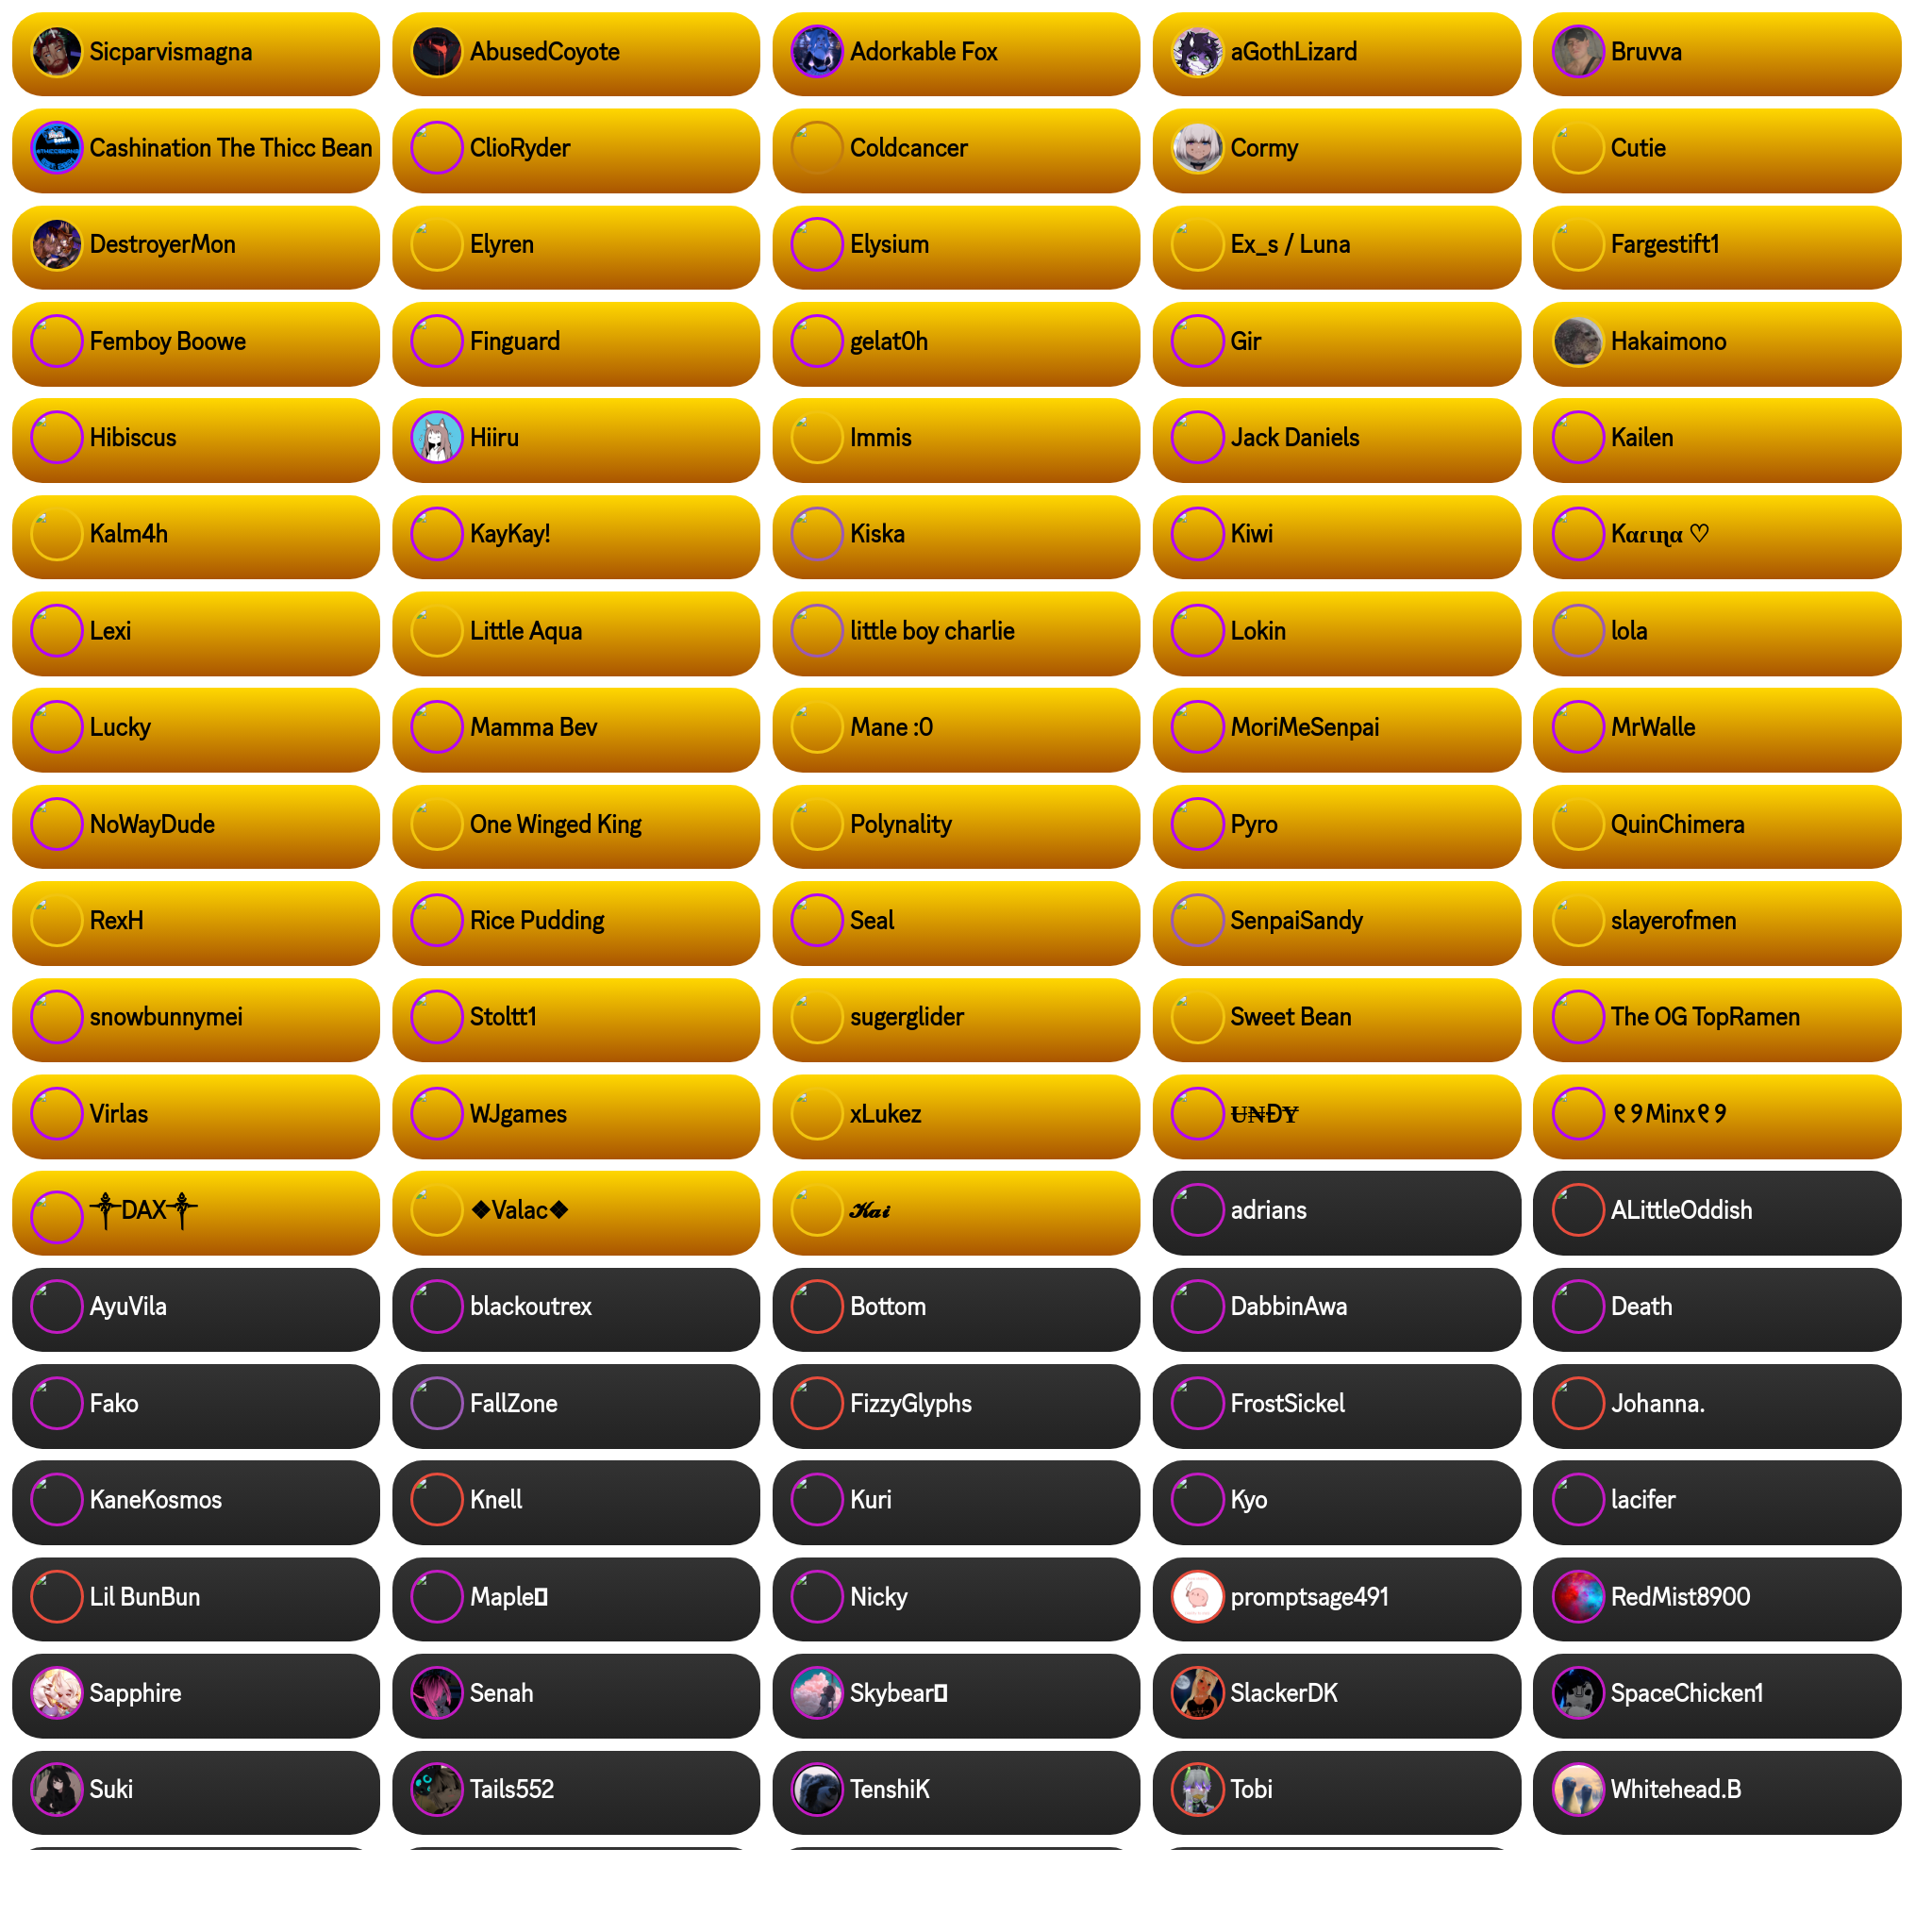 Sicparvismagna
AbusedCoyote
Adorkable Fox
aGothLizard
Bruvva
Cashination The Thicc Bean
ClioRyder
Coldcancer
Cormy
Cutie
DestroyerMon
Elyren
Elysium
Ex_s / Luna
Fargestift1
Femboy Boowe
Finguard
gelat0h
Gir
Hakaimono
Hibiscus
Hiiru
Immis
Jack Daniels
Kailen
Kalm4h
KayKay!
Kiska
Kiwi
Kαɾιɳα ♡
Lexi
Little Aqua
little boy charlie
Lokin
lola
Lucky
Mamma Bev
Mane :0
MoriMeSenpai
MrWalle
NoWayDude
One Winged King
Polynality
Pyro
QuinChimera
RexH
Rice Pudding
Seal
SenpaiSandy
slayerofmen
snowbunnymei
Stoltt1
sugerglider
Sweet Bean
The OG TopRamen
Virlas
WJgames
xLukez
U̶₦ĐɎ
୧୨Minx୧୨
⸸DAX⸸
❖Valac❖
𝓚𝓪𝓲
adrians
ALittleOddish
AyuVila
blackoutrex
Bottom
DabbinAwa
Death
Fako
FallZone
FizzyGlyphs
FrostSickel
Johanna.
KaneKosmos
Knell
Kuri
Kyo
lacifer
Lil BunBun
Maple
Nicky
promptsage491
RedMist8900
Sapphire
Senah
Skybear
SlackerDK
SpaceChicken1
Suki
Tails552
TenshiK
Tobi
Whitehead.B